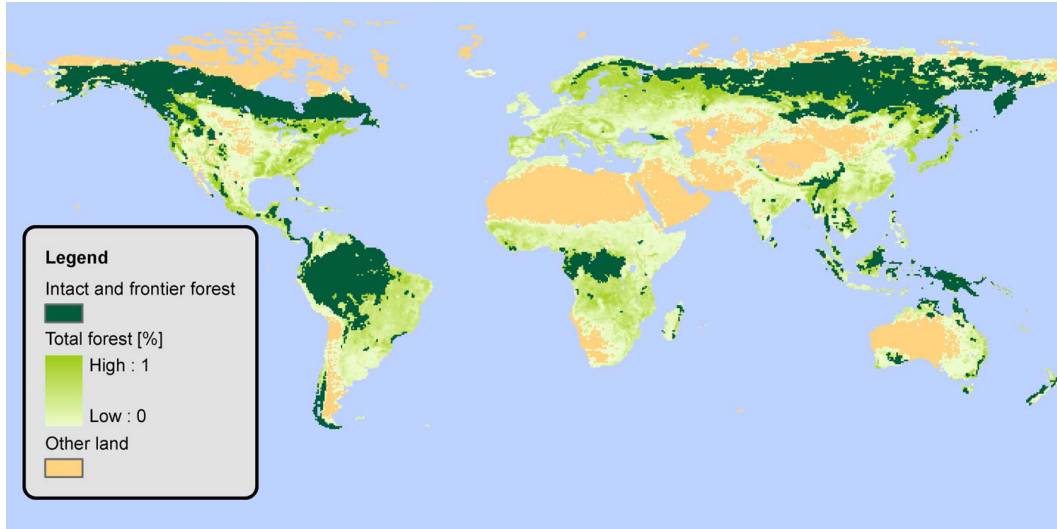 Legend
Intact and frontier forest
Total forest [%]
High : 1
Low : 0
Other land